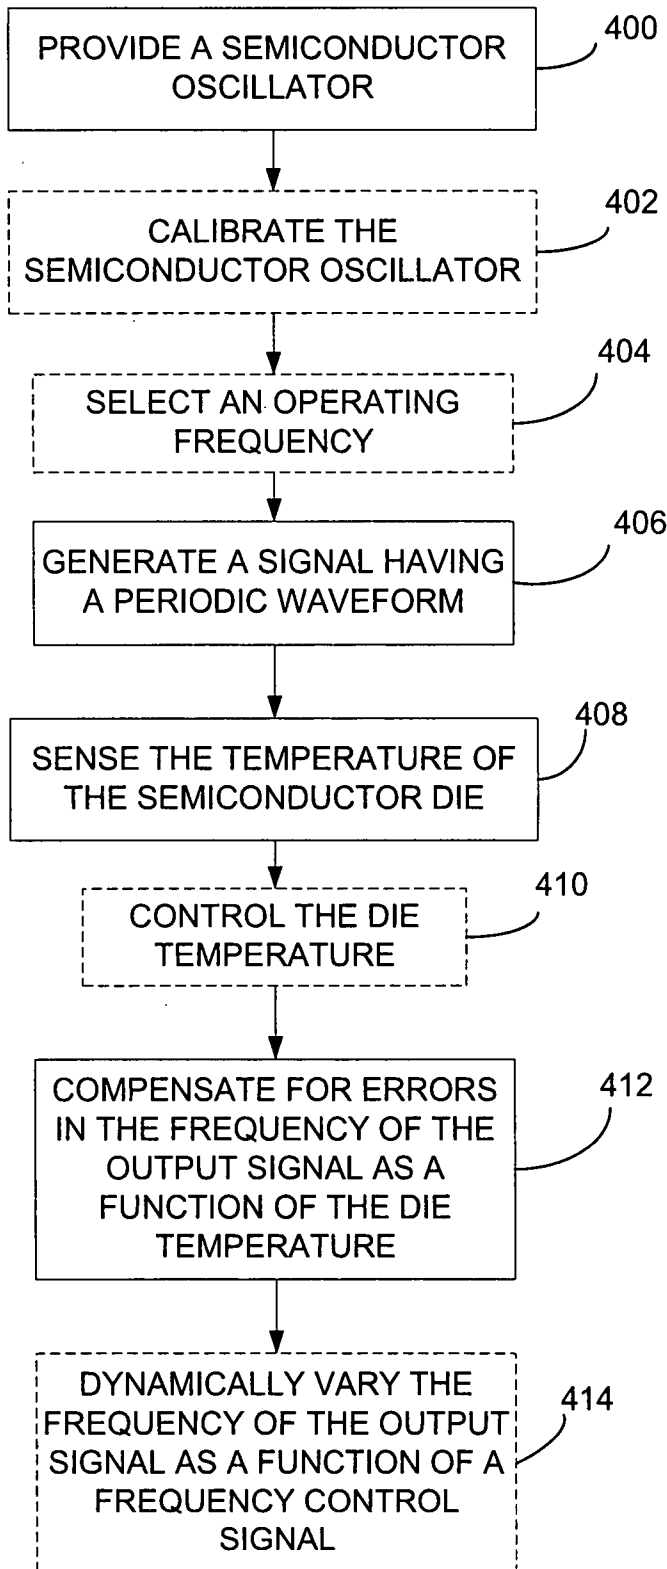 400
PROVIDE A SEMICONDUCTOR
OSCILLATOR
402
CALIBRATE THE
SEMICONDUCTOR OSCILLATOR
404
SELECT AN OPERATING
FREQUENCY
406
GENERATE A SIGNAL HAVING
A PERIODIC WAVEFORM
408
SENSE THE TEMPERATURE OF
THE SEMICONDUCTOR DIE
410
CONTROL THE DIE
TEMPERATURE
412
COMPENSATE FOR ERRORS
IN THE FREQUENCY OF THE
OUTPUT SIGNAL AS A
FUNCTION OF THE DIE
TEMPERATURE
414
DYNAMICALLY VARY THE
FREQUENCY OF THE OUTPUT
SIGNAL AS A FUNCTION OF A
FREQUENCY CONTROL
SIGNAL